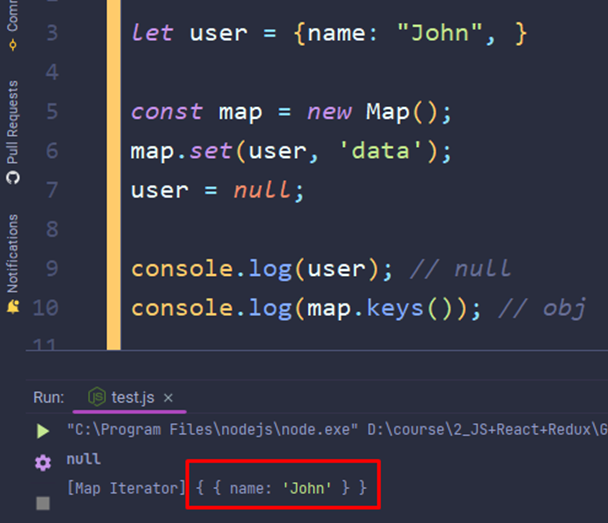 Comm
Pull Requests
Notifications
3 let user = {name: "John", }
4
5 const map = new Map();
6 map.set(user, 'data');
7 user = null;
8
9 console.log(user); // null
10 console.log(map.keys()); // obj
11
Run: test.js ×
"C:\Program Files\nodejs\node.exe" D:\course\2_JS+React+Redux\G
null
[Map Iterator] { { name: 'John' } }